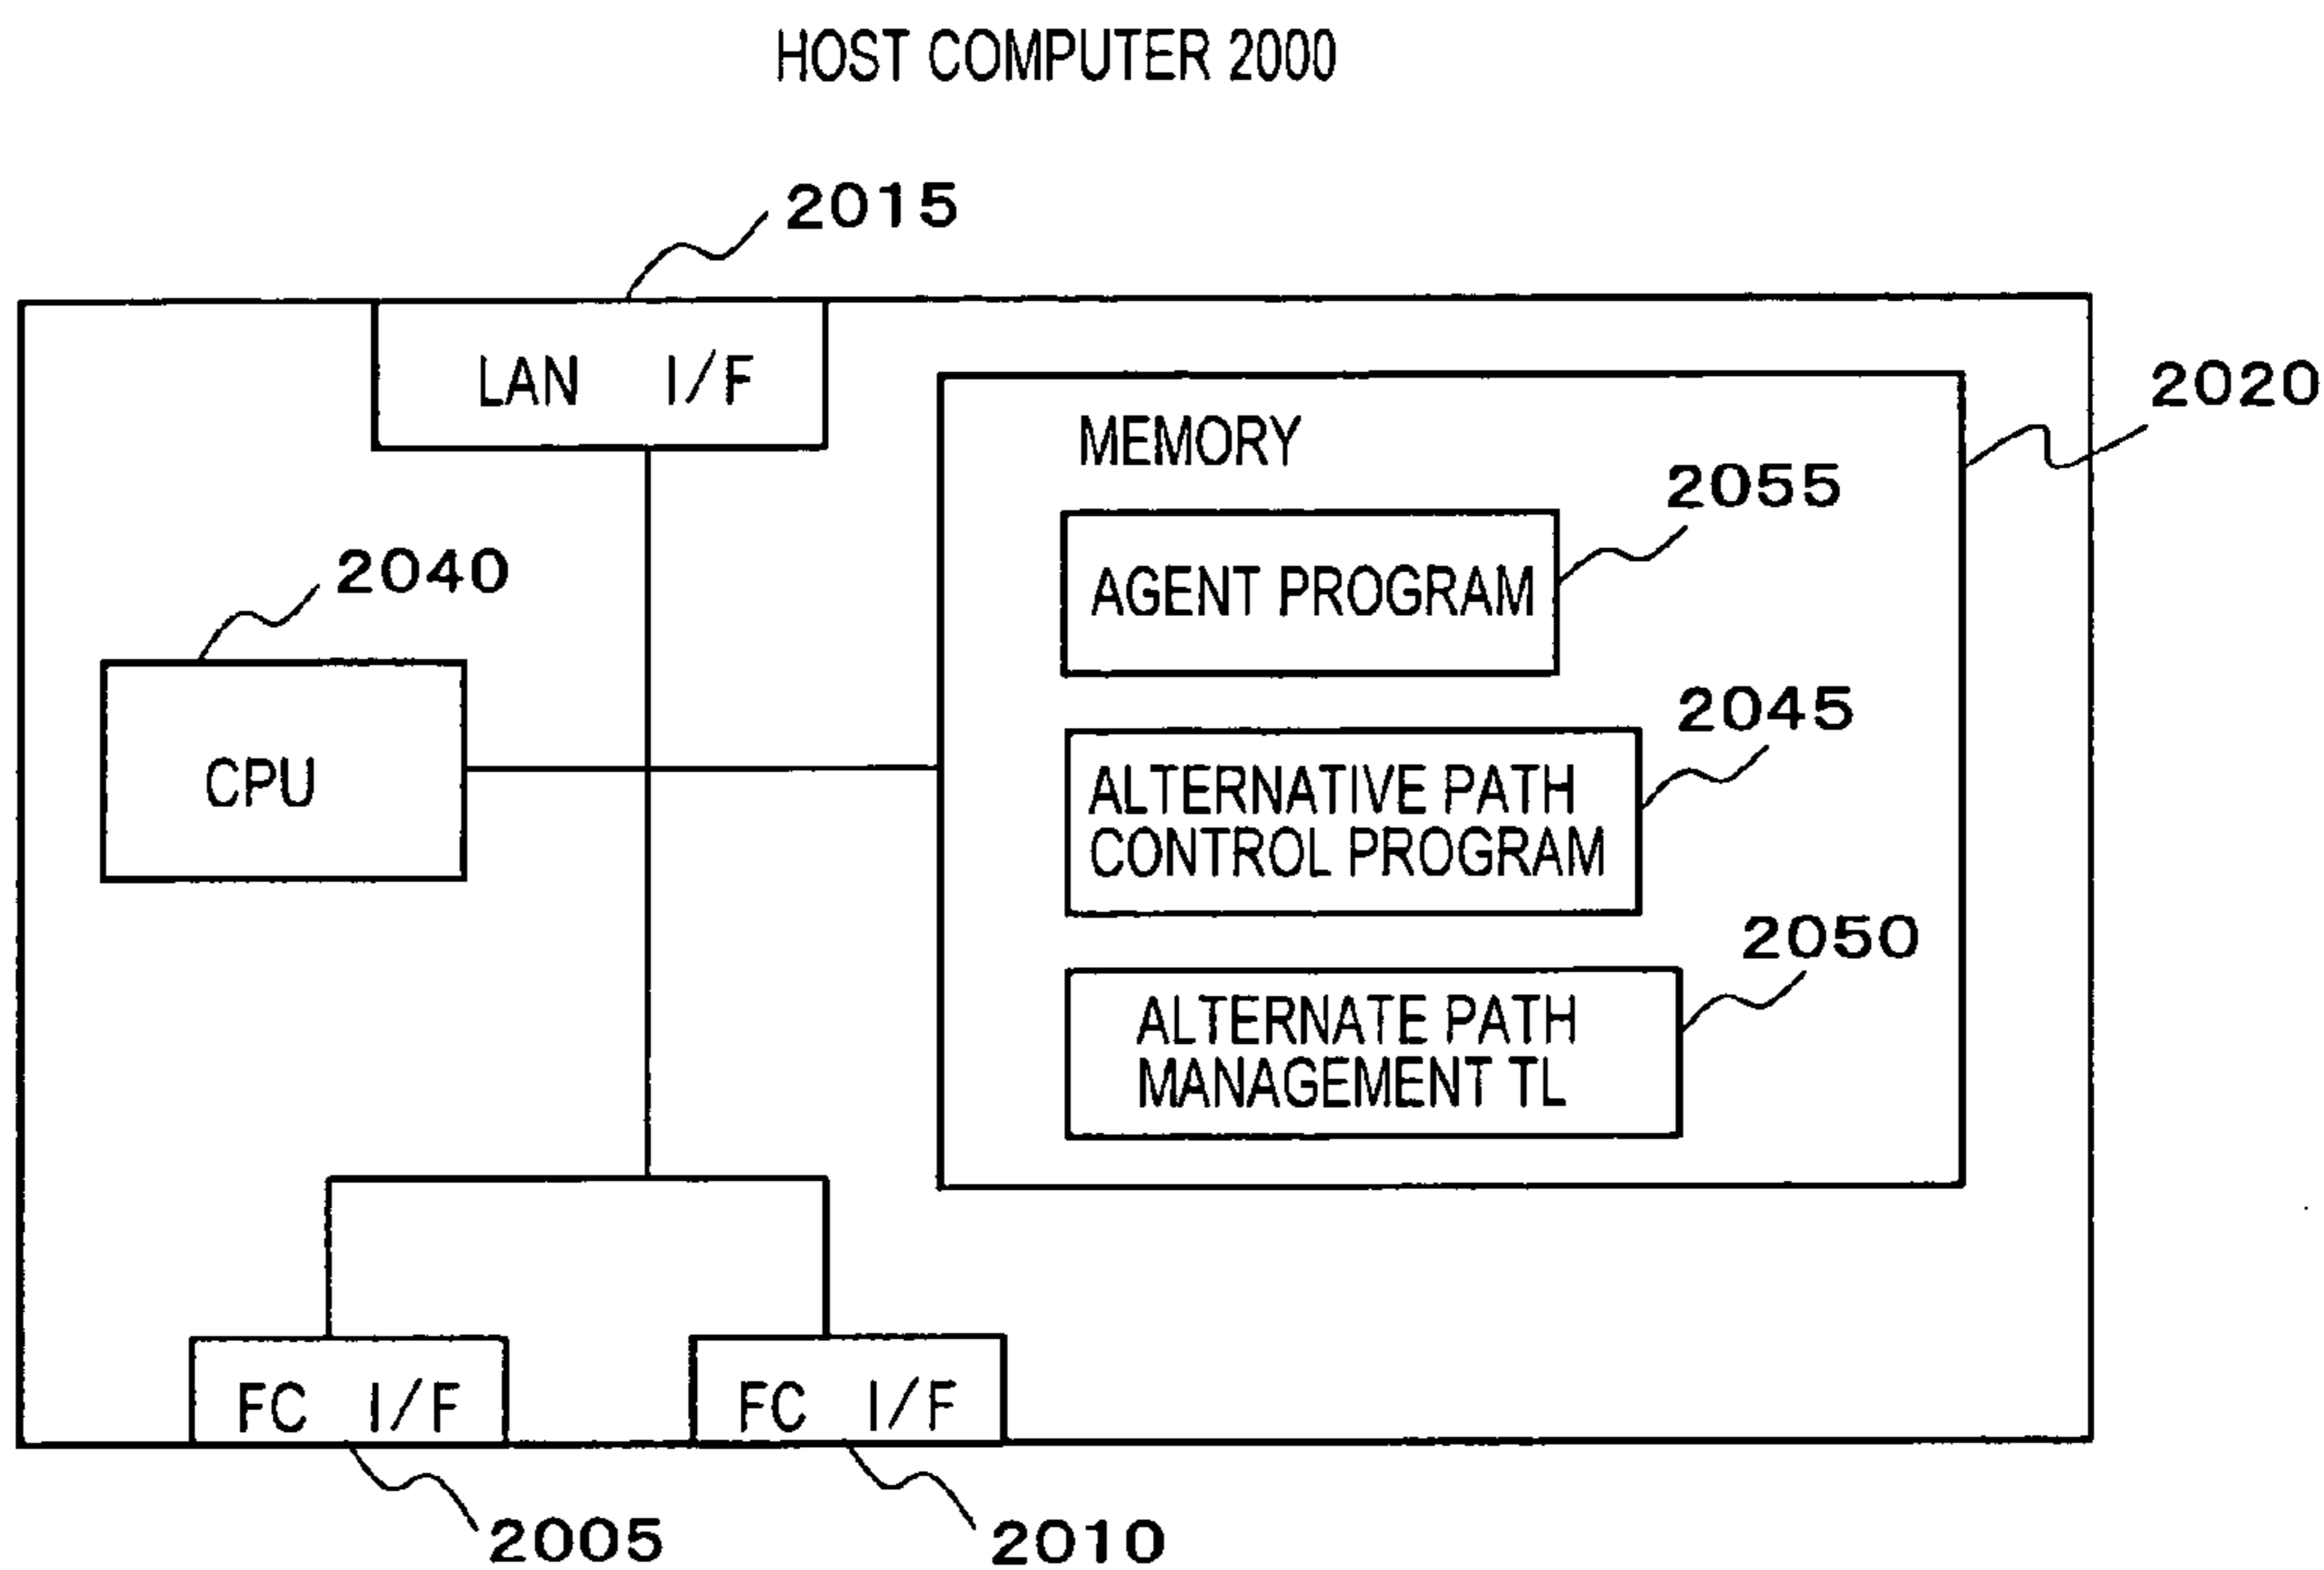 HOST COMPUTER 2000
2015
LAN I/F
2020
MEMORY
2055
AGENT PROGRAM
2040
CPU
2045
ALTERNATIVE PATH
CONTROL PROGRAM
2050
ALTERNATE PATH
MANAGEMENT TL
FC I/F
FC I/F
2005
2010